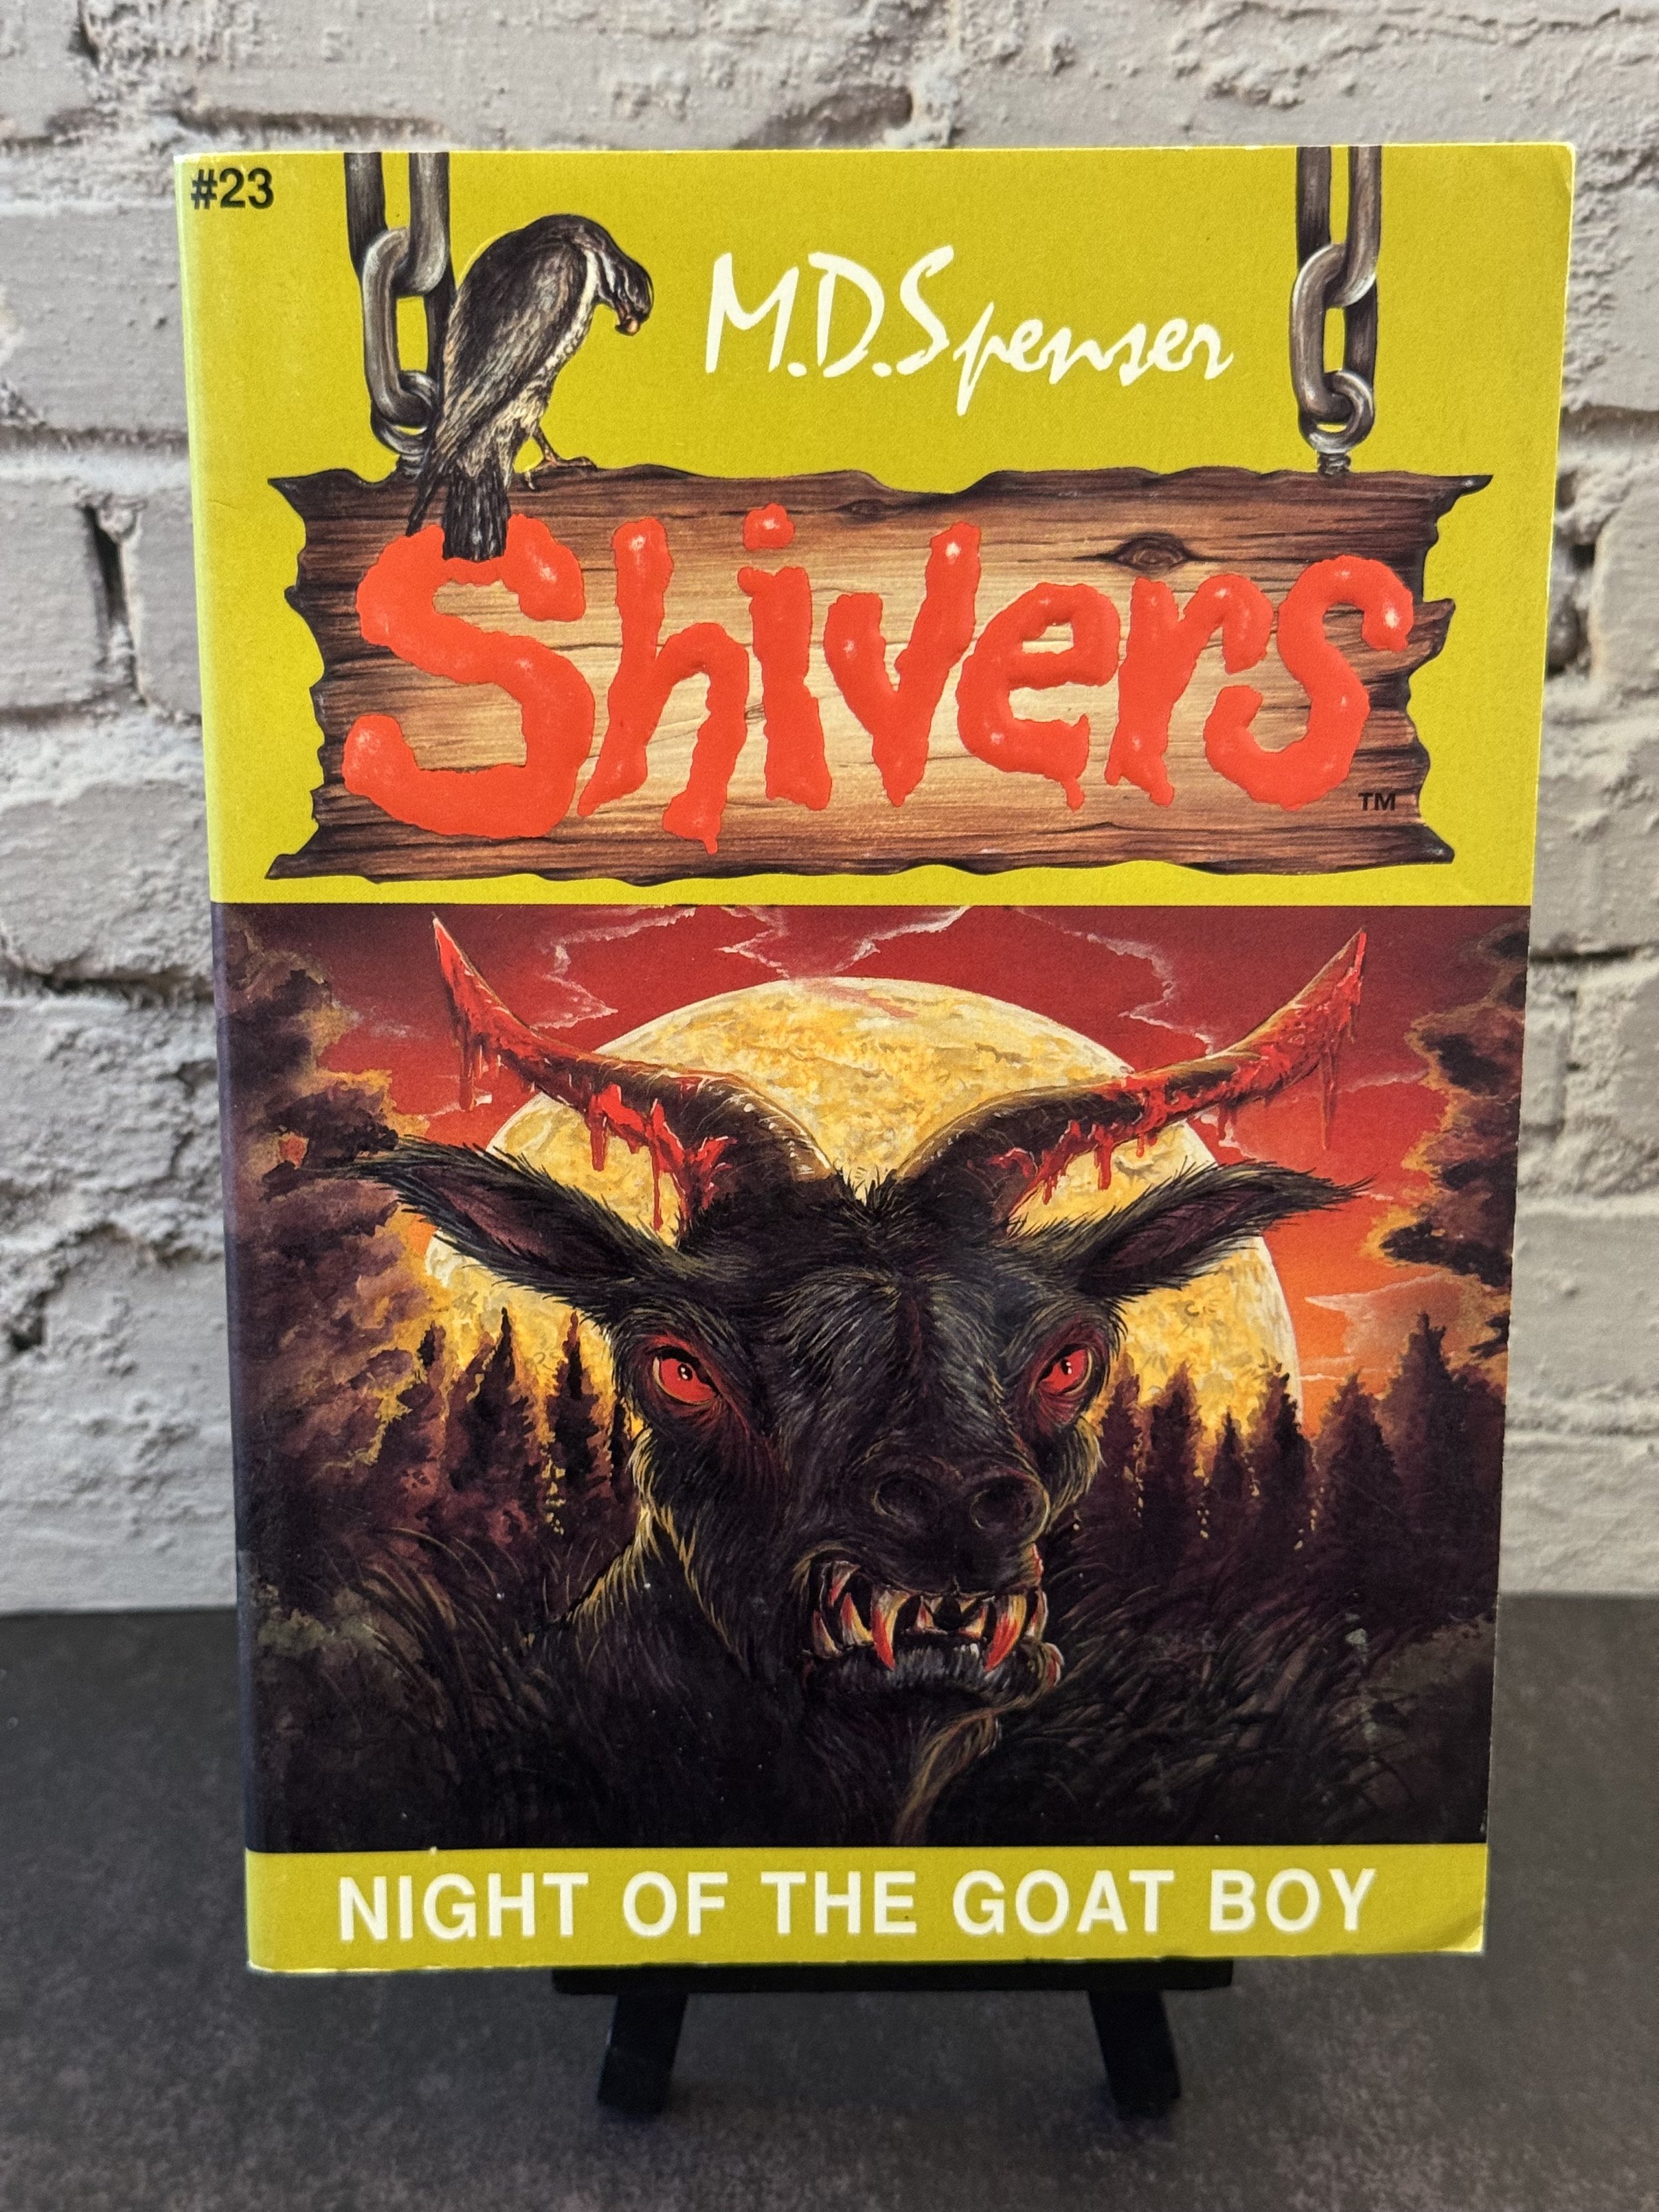 #23
M.D.Spenser
Shivers
TM
NIGHT OF THE GOAT BOY